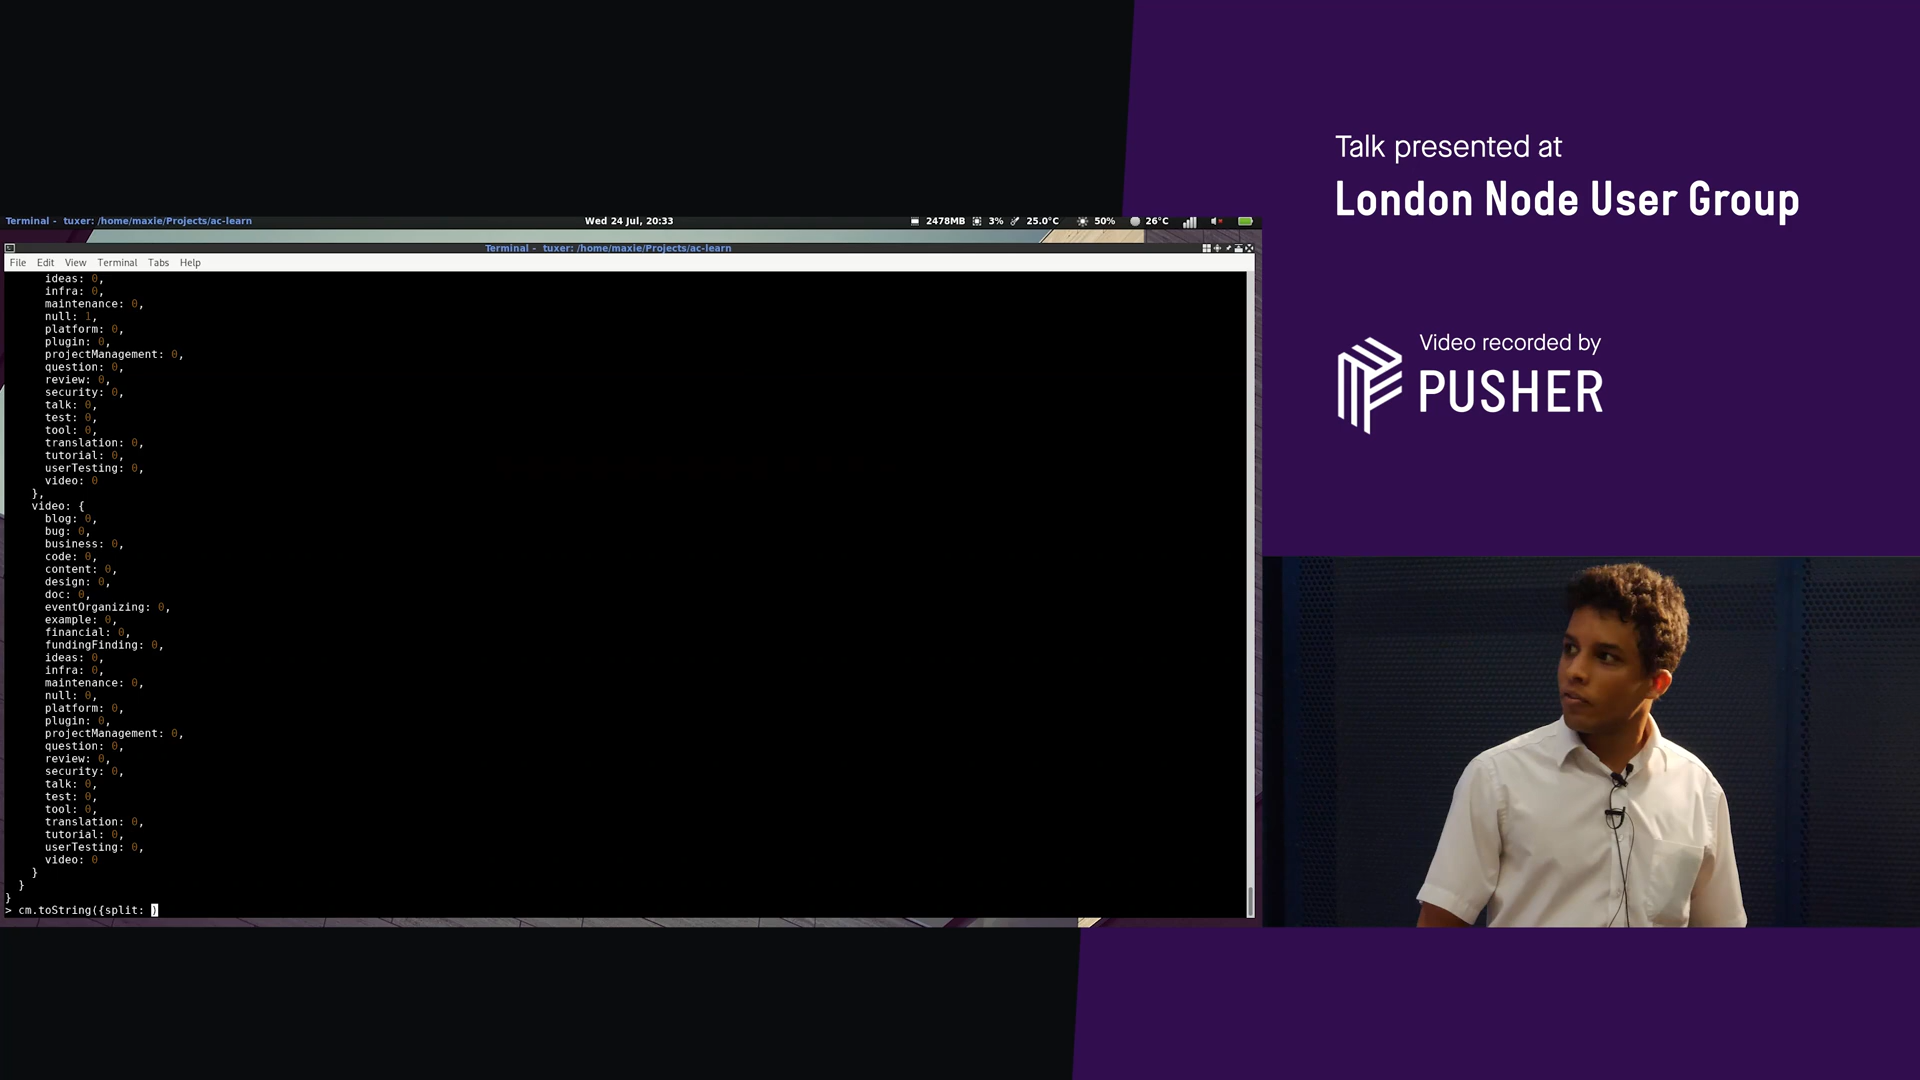 Talk presented at
London Node User Group
Video recorded by
PUSHER
Terminal - tuxer: /home/maxie/Projects/ac-learn
Wed 24 Jul, 20:33
2478MB 3% 25.0°C 50% 26°C
Terminal - tuxer: /home/maxie/Projects/ac-learn
File Edit View Terminal Tabs Help
ideas: 0,
infra: 0,
maintenance: 0,
null: 1,
platform: 0,
plugin: 0,
projectManagement: 0,
question: 0,
review: 0,
security: 0,
talk: 0,
test: 0,
tool: 0,
translation: 0,
tutorial: 0,
userTesting: 0,
video: 0
},
video: {
blog: 0,
bug: 0,
business: 0,
code: 0,
content: 0,
design: 0,
doc: 0,
eventOrganizing: 0,
example: 0,
financial: 0,
fundingFinding: 0,
ideas: 0,
infra: 0,
maintenance: 0,
null: 0,
platform: 0,
plugin: 0,
projectManagement: 0,
question: 0,
review: 0,
security: 0,
talk: 0,
test: 0,
tool: 0,
translation: 0,
tutorial: 0,
userTesting: 0,
video: 0
}
}
}
> cm.toString({split: )